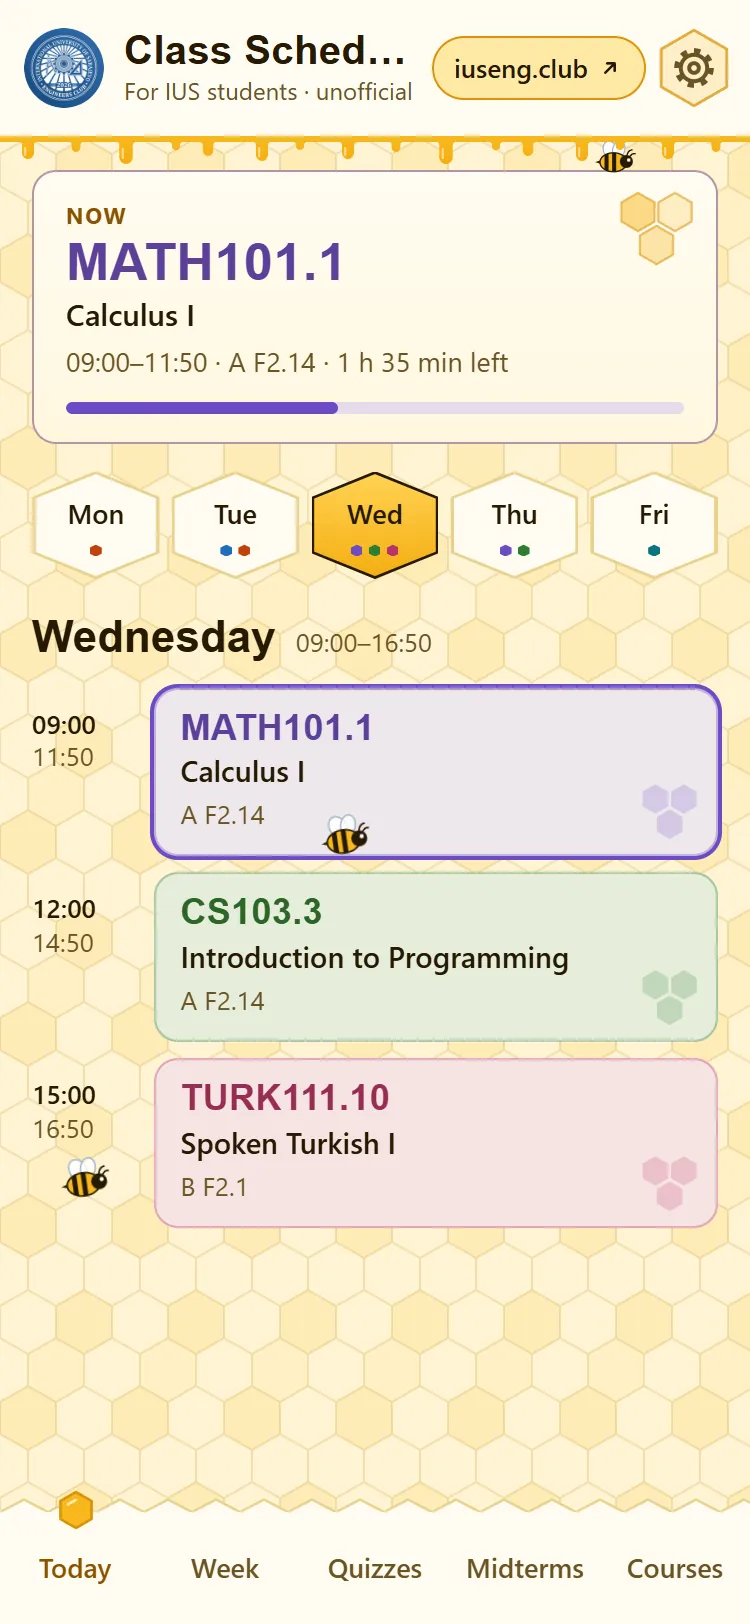 Class Sched...
For IUS students · unofficial
iuseng.club ↗
NOW
MATH101.1
Calculus I
09:00–11:50 · A F2.14 · 1 h 35 min left
Mon
Tue
Wed
Thu
Fri
Wednesday 09:00–16:50
09:00
11:50
MATH101.1
Calculus I
A F2.14
12:00
14:50
CS103.3
Introduction to Programming
A F2.14
15:00
16:50
TURK111.10
Spoken Turkish I
B F2.1
Today
Week
Quizzes
Midterms
Courses